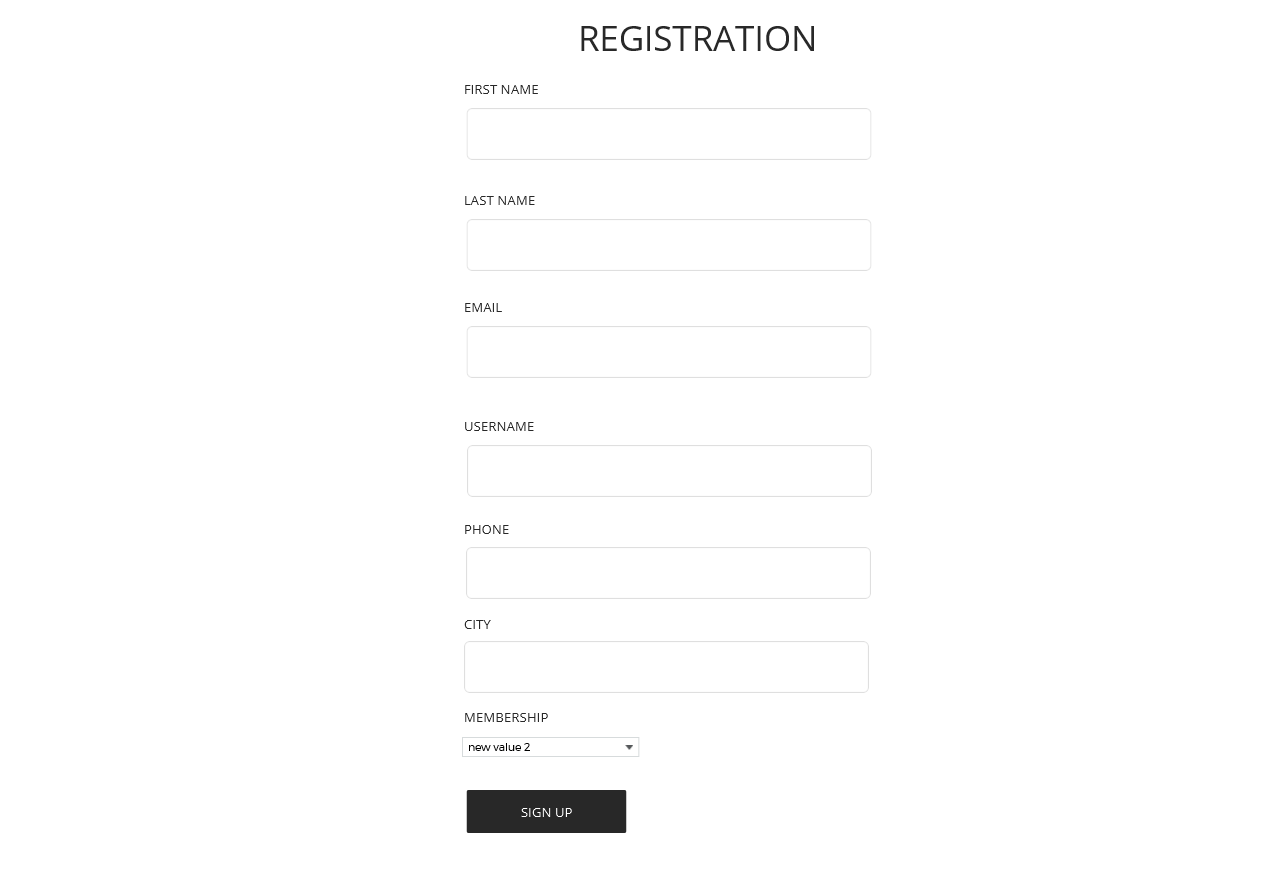 REGISTRATION
FIRST NAME
LAST NAME
EMAIL
USERNAME
PHONE
CITY
MEMBERSHIP
new value 2
SIGN UP